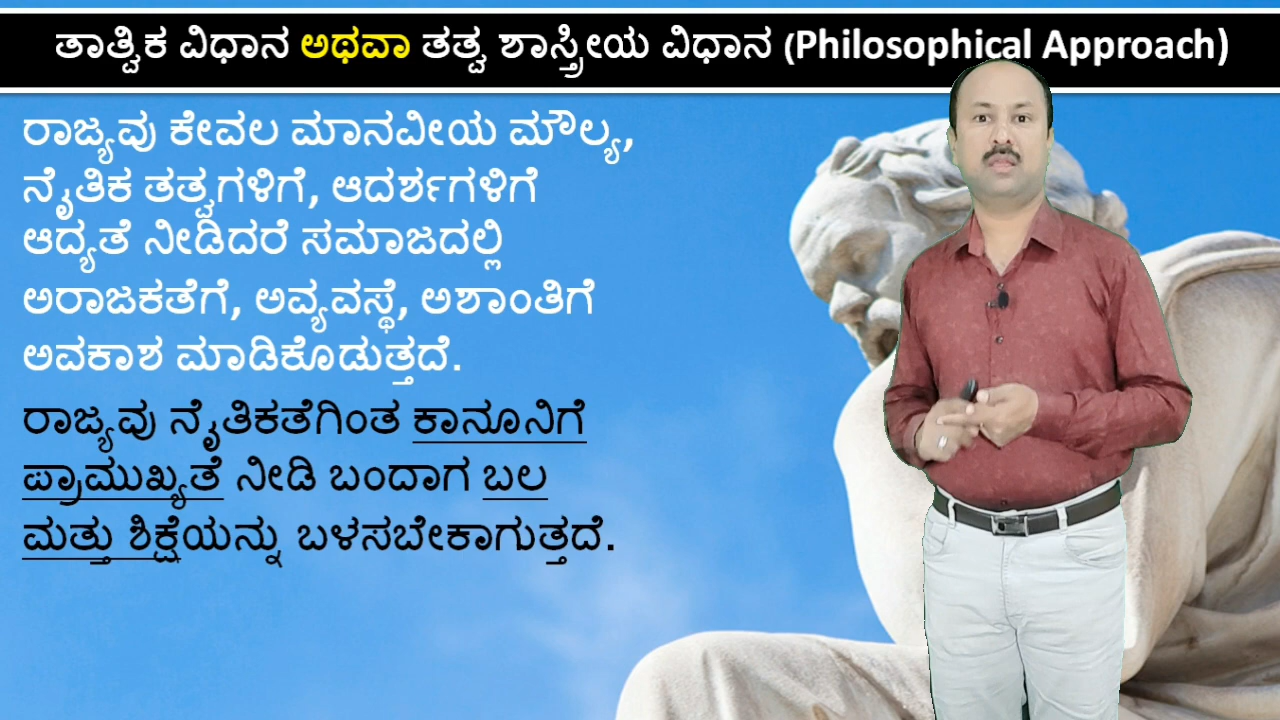 ತಾತ್ವಿಕ ವಿಧಾನ ಅಥವಾ ತತ್ವ ಶಾಸ್ತ್ರೀಯ ವಿಧಾನ (Philosophical Approach)
ರಾಜ್ಯವು ಕೇವಲ ಮಾನವೀಯ ಮೌಲ್ಯ,
ನೈತಿಕ ತತ್ವಗಳಿಗೆ, ಆದರ್ಶಗಳಿಗೆ
ಆದ್ಯತೆ ನೀಡಿದರೆ ಸಮಾಜದಲ್ಲಿ
ಅರಾಜಕತೆಗೆ, ಅವ್ಯವಸ್ಥೆ, ಅಶಾಂತಿಗೆ
ಅವಕಾಶ ಮಾಡಿಕೊಡುತ್ತದೆ.
ರಾಜ್ಯವು ನೈತಿಕತೆಗಿಂತ ಕಾನೂನಿಗೆ
ಪ್ರಾಮುಖ್ಯತೆ ನೀಡಿ ಬಂದಾಗ ಬಲ
ಮತ್ತು ಶಿಕ್ಷೆಯನ್ನು ಬಳಸಬೇಕಾಗುತ್ತದೆ.